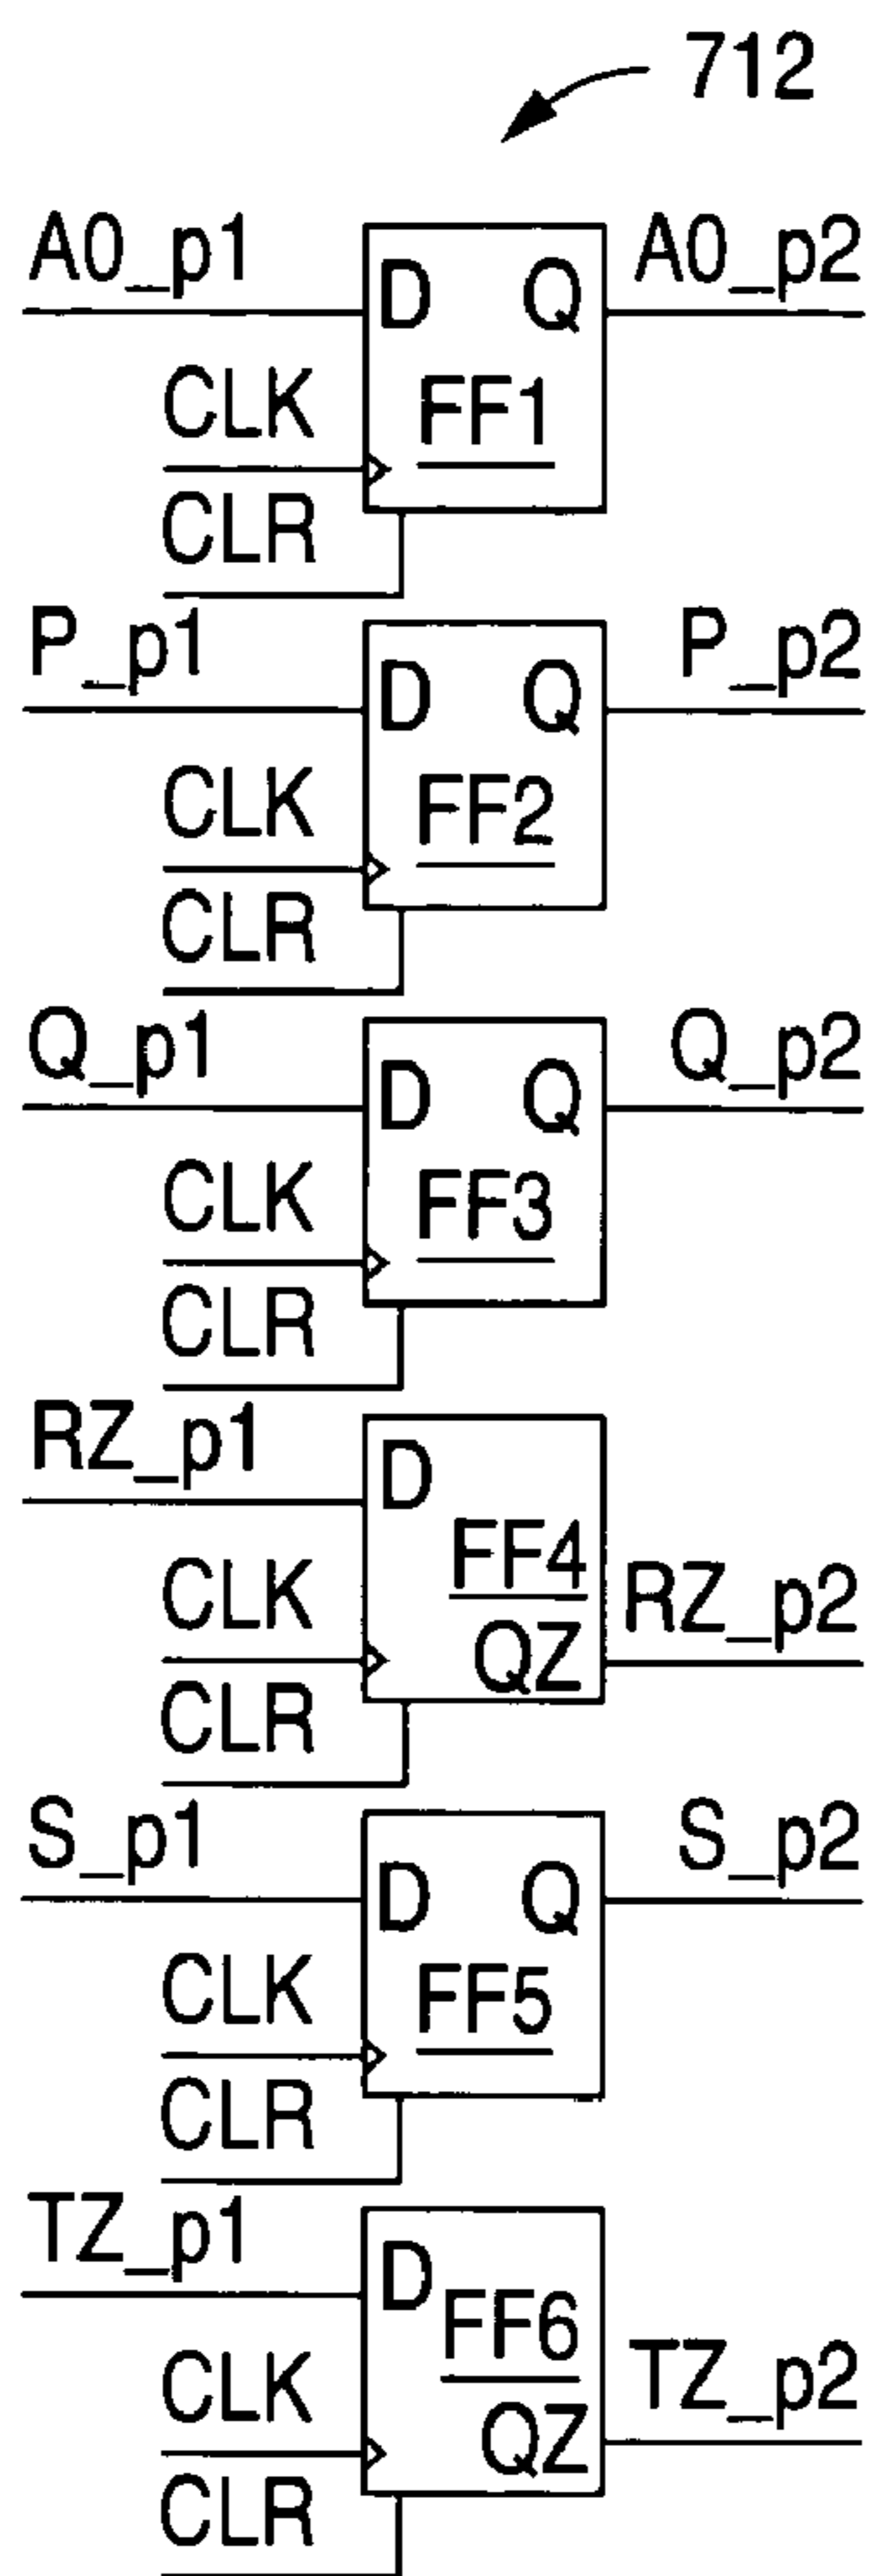 712
A0_p1 D Q A0_p2
CLK FF1
CLR
P_p1 D Q P_p2
CLK FF2
CLR
Q_p1 D Q Q_p2
CLK FF3
CLR
RZ_p1 D
CLK FF4 RZ_p2
CLR QZ
S_p1 D Q S_p2
CLK FF5
CLR
TZ_p1 D
CLK FF6 TZ_p2
CLR QZ